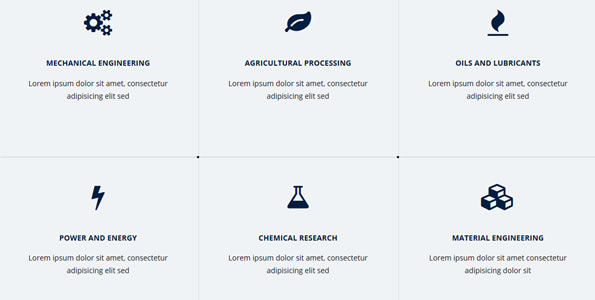 MECHANICAL ENGINEERING
Lorem ipsum dolor sit amet, consectetur
adipisicing elit sed
AGRICULTURAL PROCESSING
Lorem ipsum dolor sit amet, consectetur
adipisicing elit sed
OILS AND LUBRICANTS
Lorem ipsum dolor sit amet, consectetur
adipisicing elit sed
POWER AND ENERGY
Lorem ipsum dolor sit amet, consectetur
adipisicing elit sed
CHEMICAL RESEARCH
Lorem ipsum dolor sit amet, consectetur
adipisicing elit sed
MATERIAL ENGINEERING
Lorem ipsum dolor sit amet, consectetur
adipisicing dolor sit